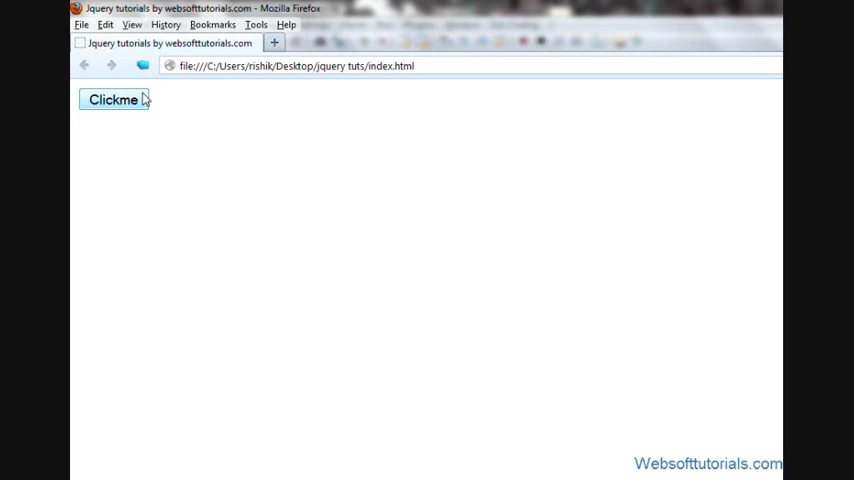 Jquery tutorials by websofttutorials.com - Mozilla Firefox
File Edit View History Bookmarks Tools Help
Jquery tutorials by websofttutorials.com +
file:///C:/Users/rishik/Desktop/jquery tuts/index.html
Clickme
Websofttutorials.com